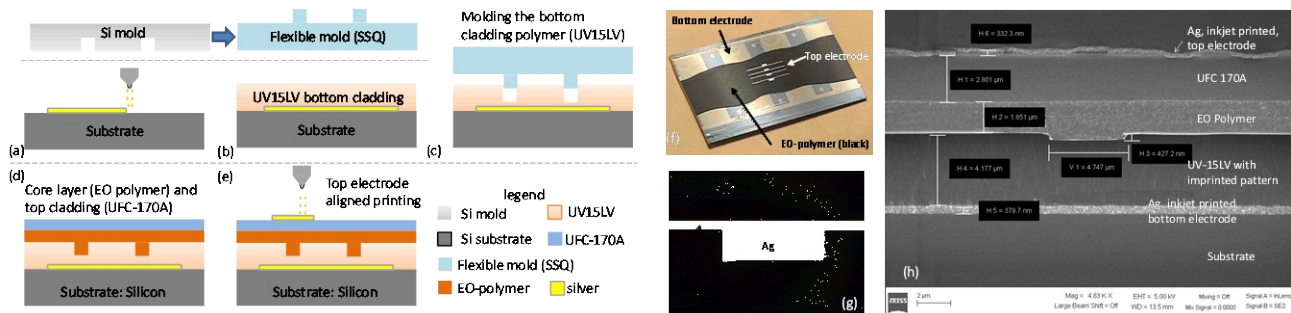 Si mold
Flexible mold (SSQ)
Molding the bottom
cladding polymer (UV15LV)
Substrate
(a)
UV15LV bottom cladding
Substrate
(b)
(c)
(d)
Core layer (EO polymer) and
top cladding (UFC-170A)
Substrate: Silicon
(e)
Top electrode
aligned printing
Substrate: Silicon
legend
Si mold
UV15LV
Si substrate
UFC-170A
Flexible mold (SSQ)
EO-polymer
silver
Bottom electrode
Top electrode
EO-polymer (black)
(f)
Ag
(g)
H 6 = 332.3 nm
Ag, inkjet printed,
top electrode
H 1 = 2.801 µm
UFC 170A
H 2 = 1.851 µm
EO Polymer
H 3 = 427.2 nm
H 4 = 4.177 µm
V 1 = 4.747 µm
UV-15LV with
imprinted pattern
Ag, inkjet printed,
bottom electrode
H 5 = 379.7 nm
Substrate
(h)
ZEISS
2 µm
Mag = 4.83 K X
EHT = 5.00 kV
Mixing = Off
Signal A = InLens
Large Beam Shift = Off
WD = 13.5 mm
Mix Signal = 0.0000
Signal B = SE2